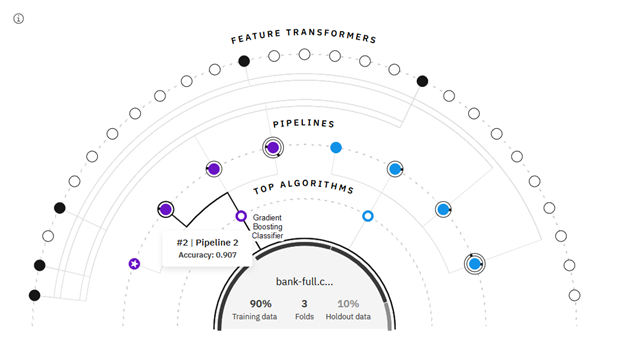 FEATURE TRANSFORMERS
PIPELINES
TOP ALGORITHMS
Gradient
Boosting
Classifier
#2 | Pipeline 2
Accuracy: 0.907
bank-full.c...
90% 3 10%
Training data Folds Holdout data